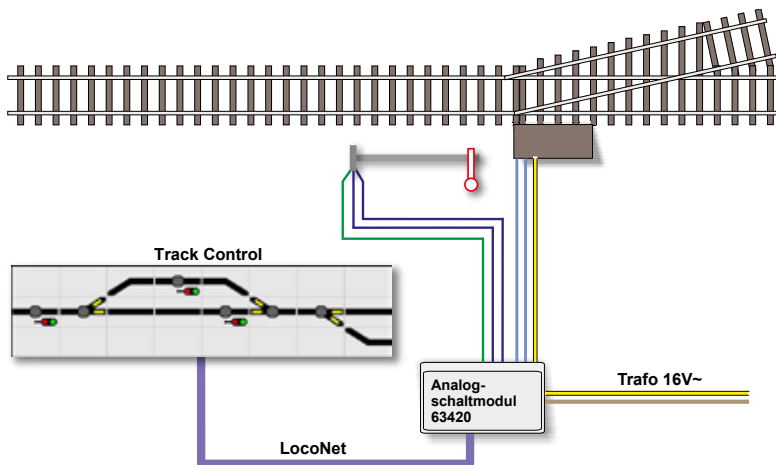 Track Control
Analog-
schaltmodul
63420
Trafo 16V~
LocoNet